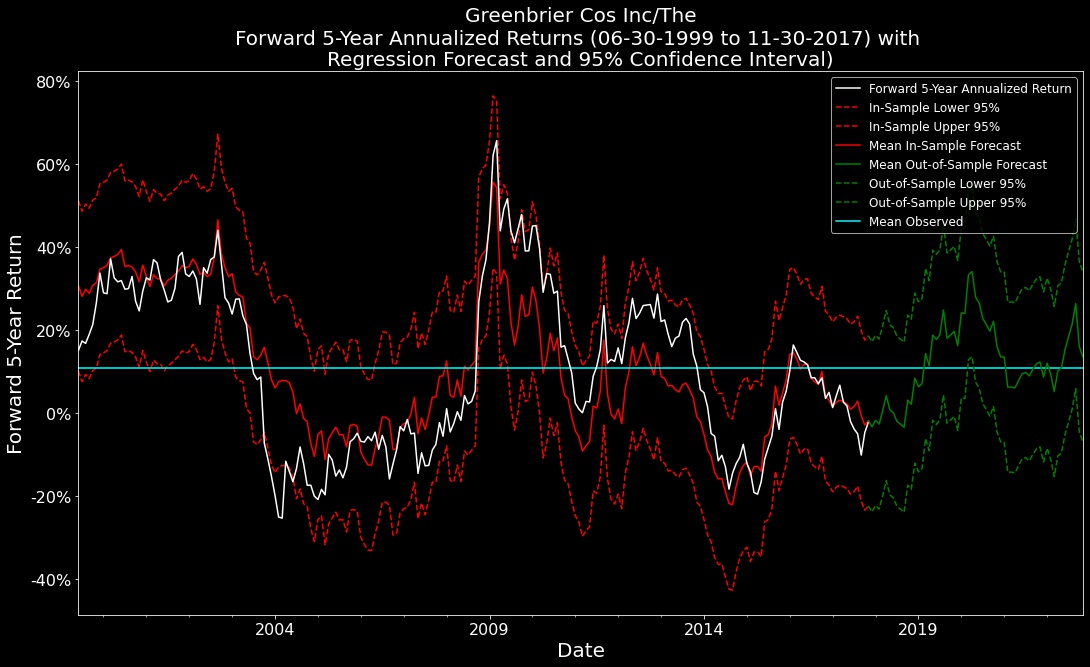 Greenbrier Cos Inc/The
Forward 5-Year Annualized Returns (06-30-1999 to 11-30-2017) with
Regression Forecast and 95% Confidence Interval)
Forward 5-Year Return
80%
60%
40%
20%
0%
-20%
-40%
Forward 5-Year Annualized Return
In-Sample Lower 95%
In-Sample Upper 95%
Mean In-Sample Forecast
Mean Out-of-Sample Forecast
Out-of-Sample Lower 95%
Out-of-Sample Upper 95%
Mean Observed
2004
2009
2014
2019
Date